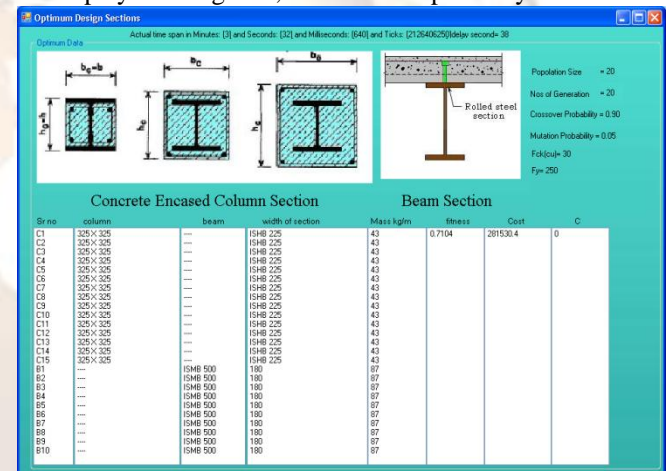 Optimum Design Sections
Actual time span in Minutes: [3] and Seconds: [32] and Milliseconds: [640] and Ticks: [2126406250]delay second= 38
Optimum Data
bc=b
bc
bc
hc=h
hc
hc
Rolled steel
section
Popolation Size = 20
Nos of Generation = 20
Crossover Probability = 0.90
Mutation Probability = 0.05
Fck(cu)= 30
Fy= 250
Concrete Encased Column Section Beam Section
Sr no column beam width of section Mass kg/m fitness Cost C
C1 325×325 --- ISHB 225 43 0.7104 281530.4 0
C2 325×325 --- ISHB 225 43
C3 325×325 --- ISHB 225 43
C4 325×325 --- ISHB 225 43
C5 325×325 --- ISHB 225 43
C6 325×325 --- ISHB 225 43
C7 325×325 --- ISHB 225 43
C8 325×325 --- ISHB 225 43
C9 325×325 --- ISHB 225 43
C10 325×325 --- ISHB 225 43
C11 325×325 --- ISHB 225 43
C12 325×325 --- ISHB 225 43
C13 325×325 --- ISHB 225 43
C14 325×325 --- ISHB 225 43
C15 325×325 --- ISHB 225 43
B1 ---- ISMB 500 180 87
B2 ---- ISMB 500 180 87
B3 ---- ISMB 500 180 87
B4 ---- ISMB 500 180 87
B5 ---- ISMB 500 180 87
B6 ---- ISMB 500 180 87
B7 ---- ISMB 500 180 87
B8 ---- ISMB 500 180 87
B9 ---- ISMB 500 180 87
B10 ---- ISMB 500 180 87